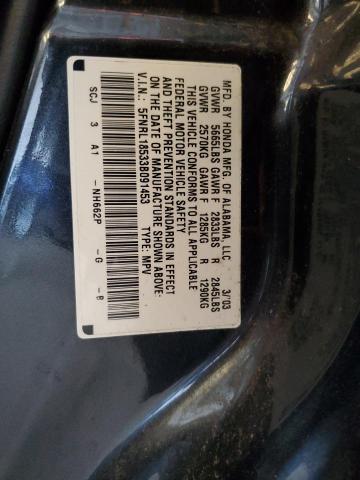 MFD BY HONDA MFG. OF ALABAMA, LLC 3/'03
GVWR 5665LBS GAWR F 2833LBS R 2845LBS
GVWR 2570KG GAWR F 1285KG R 1290KG
THIS VEHICLE CONFORMS TO ALL APPLICABLE
FEDERAL MOTOR VEHICLE SAFETY
AND THEFT PREVENTION STANDARDS IN EFFECT
ON THE DATE OF MANUFACTURE SHOWN ABOVE.
V.I.N.: 5FNRL18533B091453 TYPE: MPV
SCJ 3 A1 -NH662P -G -B